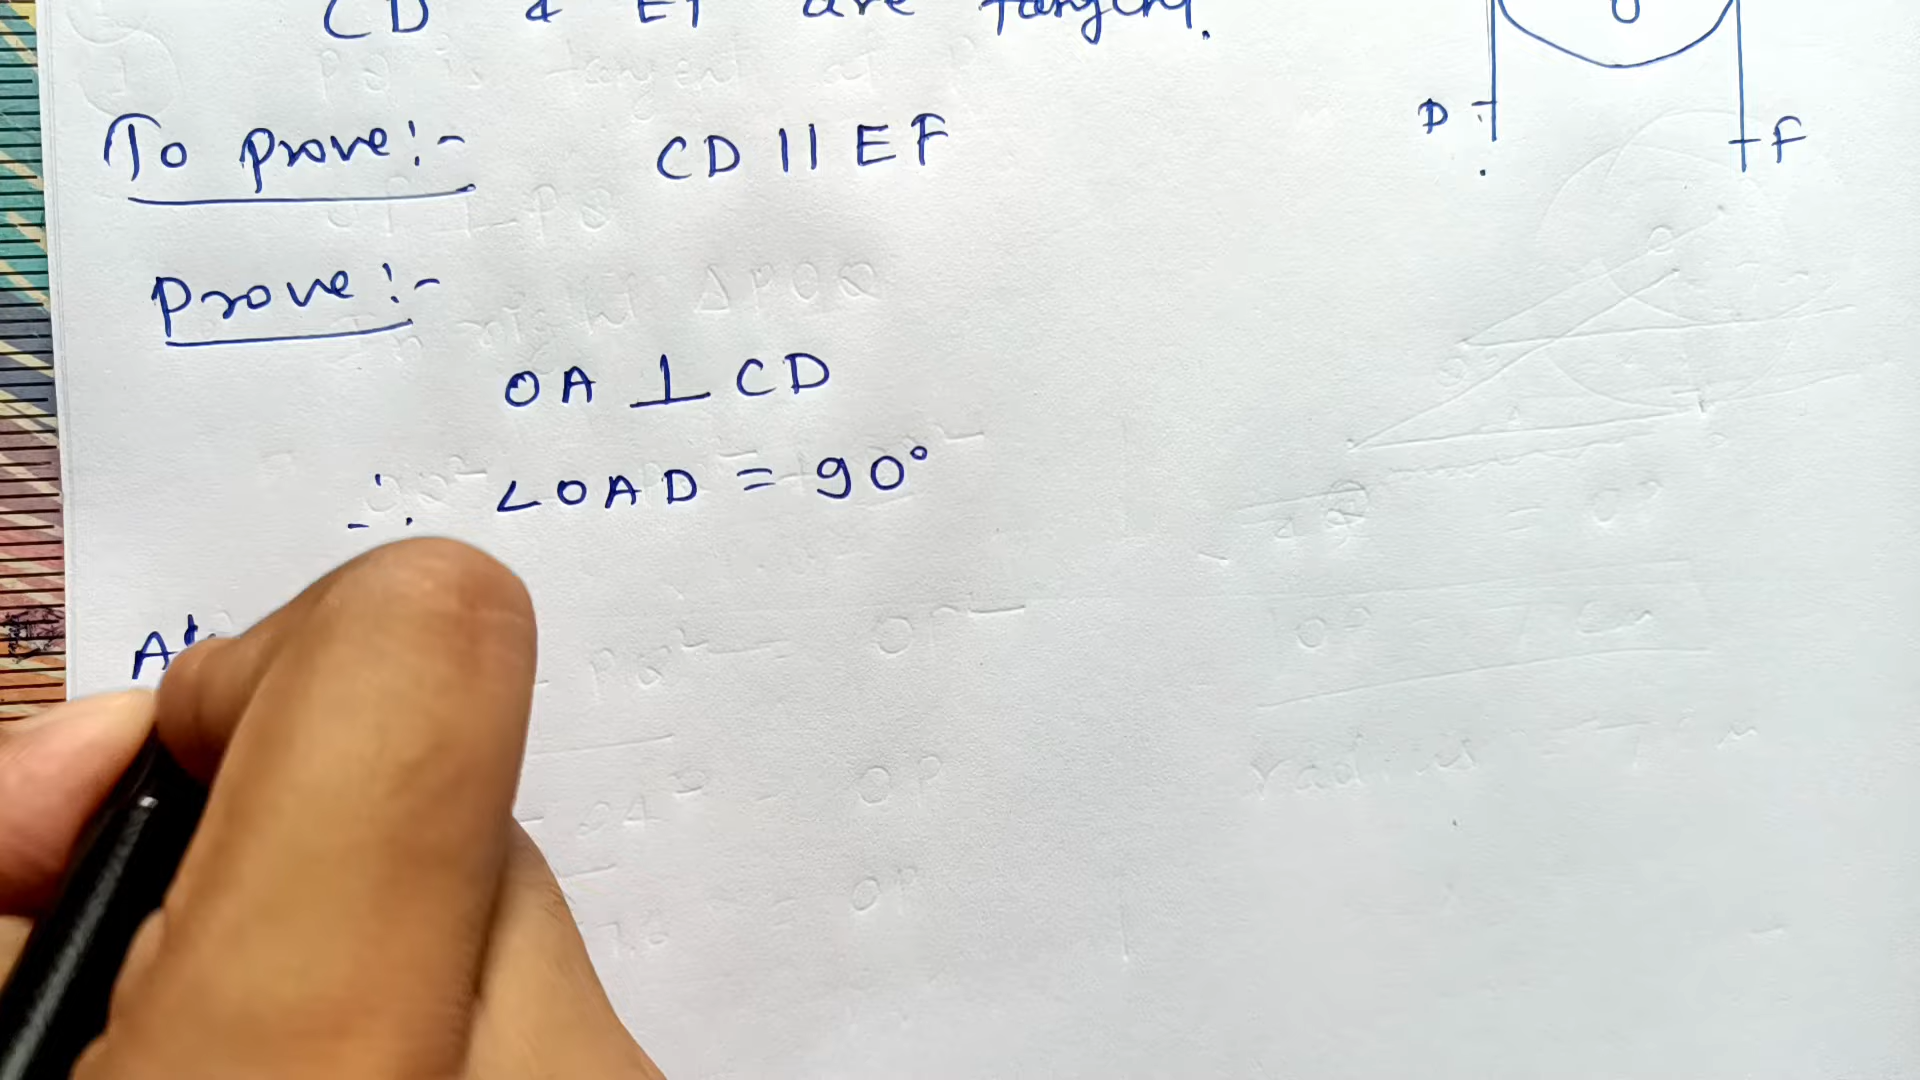 CD & EF are tangent.
To prove:- CD || EF
D F
Prove:-
OA ⊥ CD
∴ ∠OAD = 90°